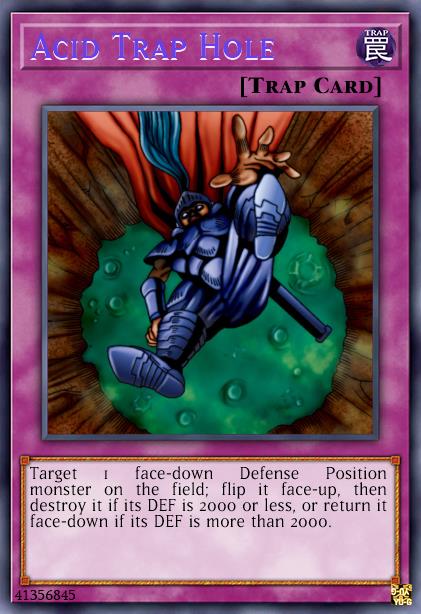 Acid Trap Hole
TRAP
罠
[Trap Card]
Target 1 face-down Defense Position
monster on the field; flip it face-up, then
destroy it if its DEF is 2000 or less, or return it
face-down if its DEF is more than 2000.
41356845